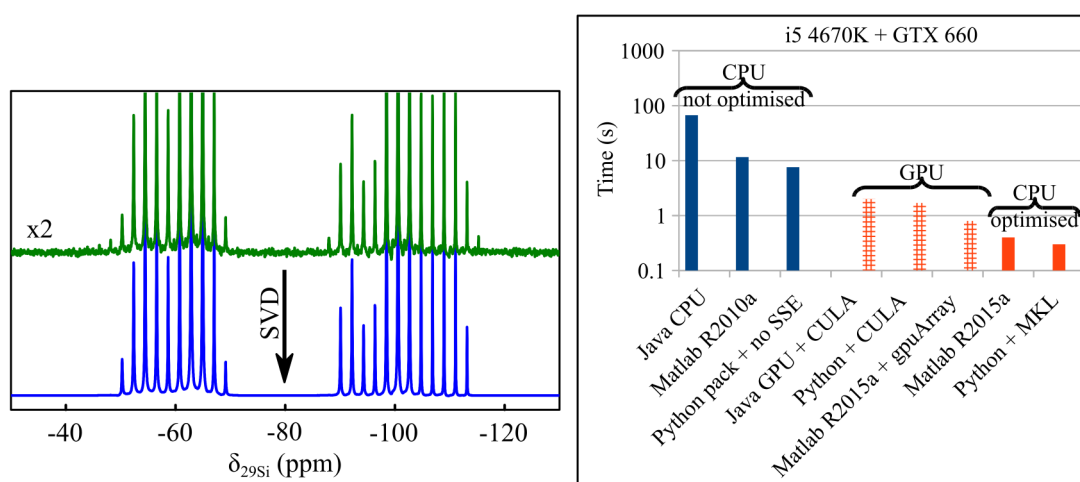 x2
SVD
-40
-60
-80
-100
-120
δ29Si (ppm)
i5 4670K + GTX 660
Time (s)
1000
100
10
1
0.1
CPU
not optimised
GPU
CPU
optimised
Java CPU
Matlab R2010a
Python pack + no SSE
Java GPU + CULA
Python + CULA
Matlab R2015a + gpuArray
Matlab R2015a
Python + MKL